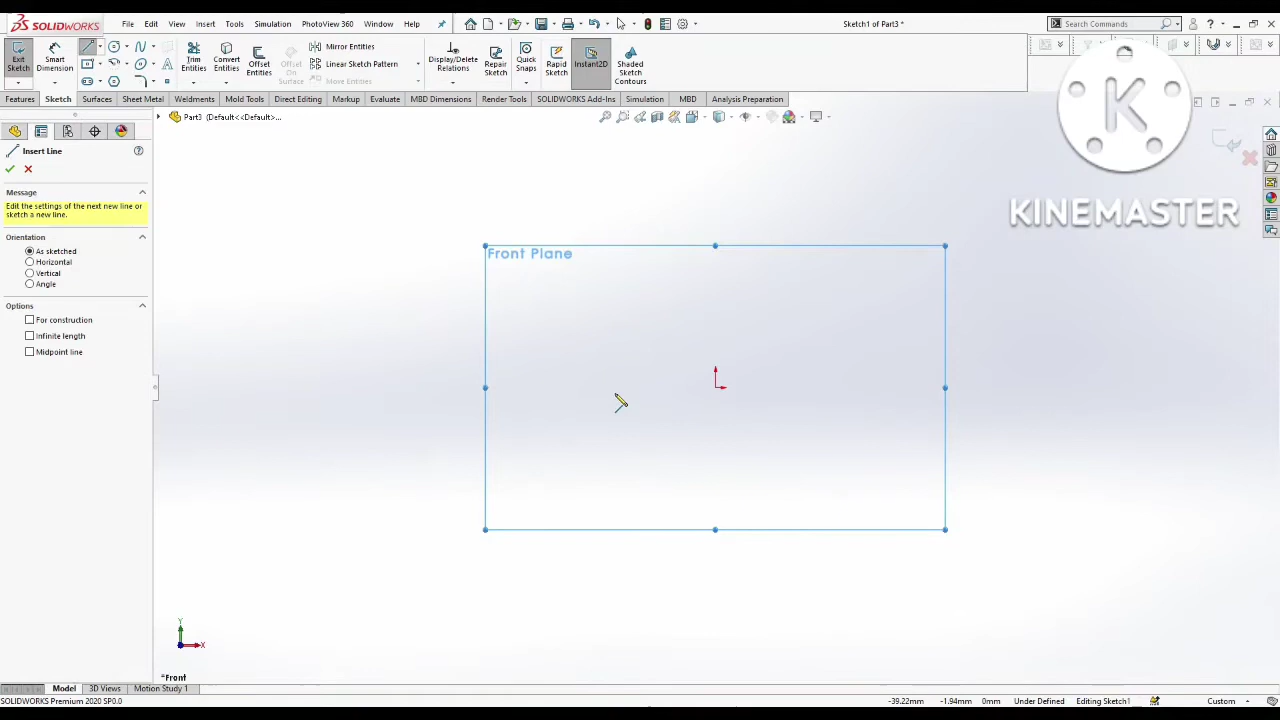 SOLIDWORKS
File
Edit
View
Insert
Tools
Simulation
PhotoView 360
Window
Help
Sketch1 of Part3 *
Search Commands
Exit Sketch
Smart Dimension
Trim Entities
Convert Entities
Offset Entities
Offset On Surface
Mirror Entities
Linear Sketch Pattern
Move Entities
Display/Delete Relations
Repair Sketch
Quick Snaps
Rapid Sketch
Instant2D
Shaded Sketch Contours
Features
Sketch
Surfaces
Sheet Metal
Weldments
Mold Tools
Direct Editing
Markup
Evaluate
MBD Dimensions
Render Tools
SOLIDWORKS Add-Ins
Simulation
MBD
Analysis Preparation
Part3 (Default<<Default>...
Insert Line
Message
Edit the settings of the next new line or
sketch a new line.
Orientation
As sketched
Horizontal
Vertical
Angle
Options
For construction
Infinite length
Midpoint line
K
KINEMASTER
Front Plane
Y
X
*Front
Model
3D Views
Motion Study 1
SOLIDWORKS Premium 2020 SP0.0
-39.22mm
-1.94mm
0mm
Under Defined
Editing Sketch1
Custom